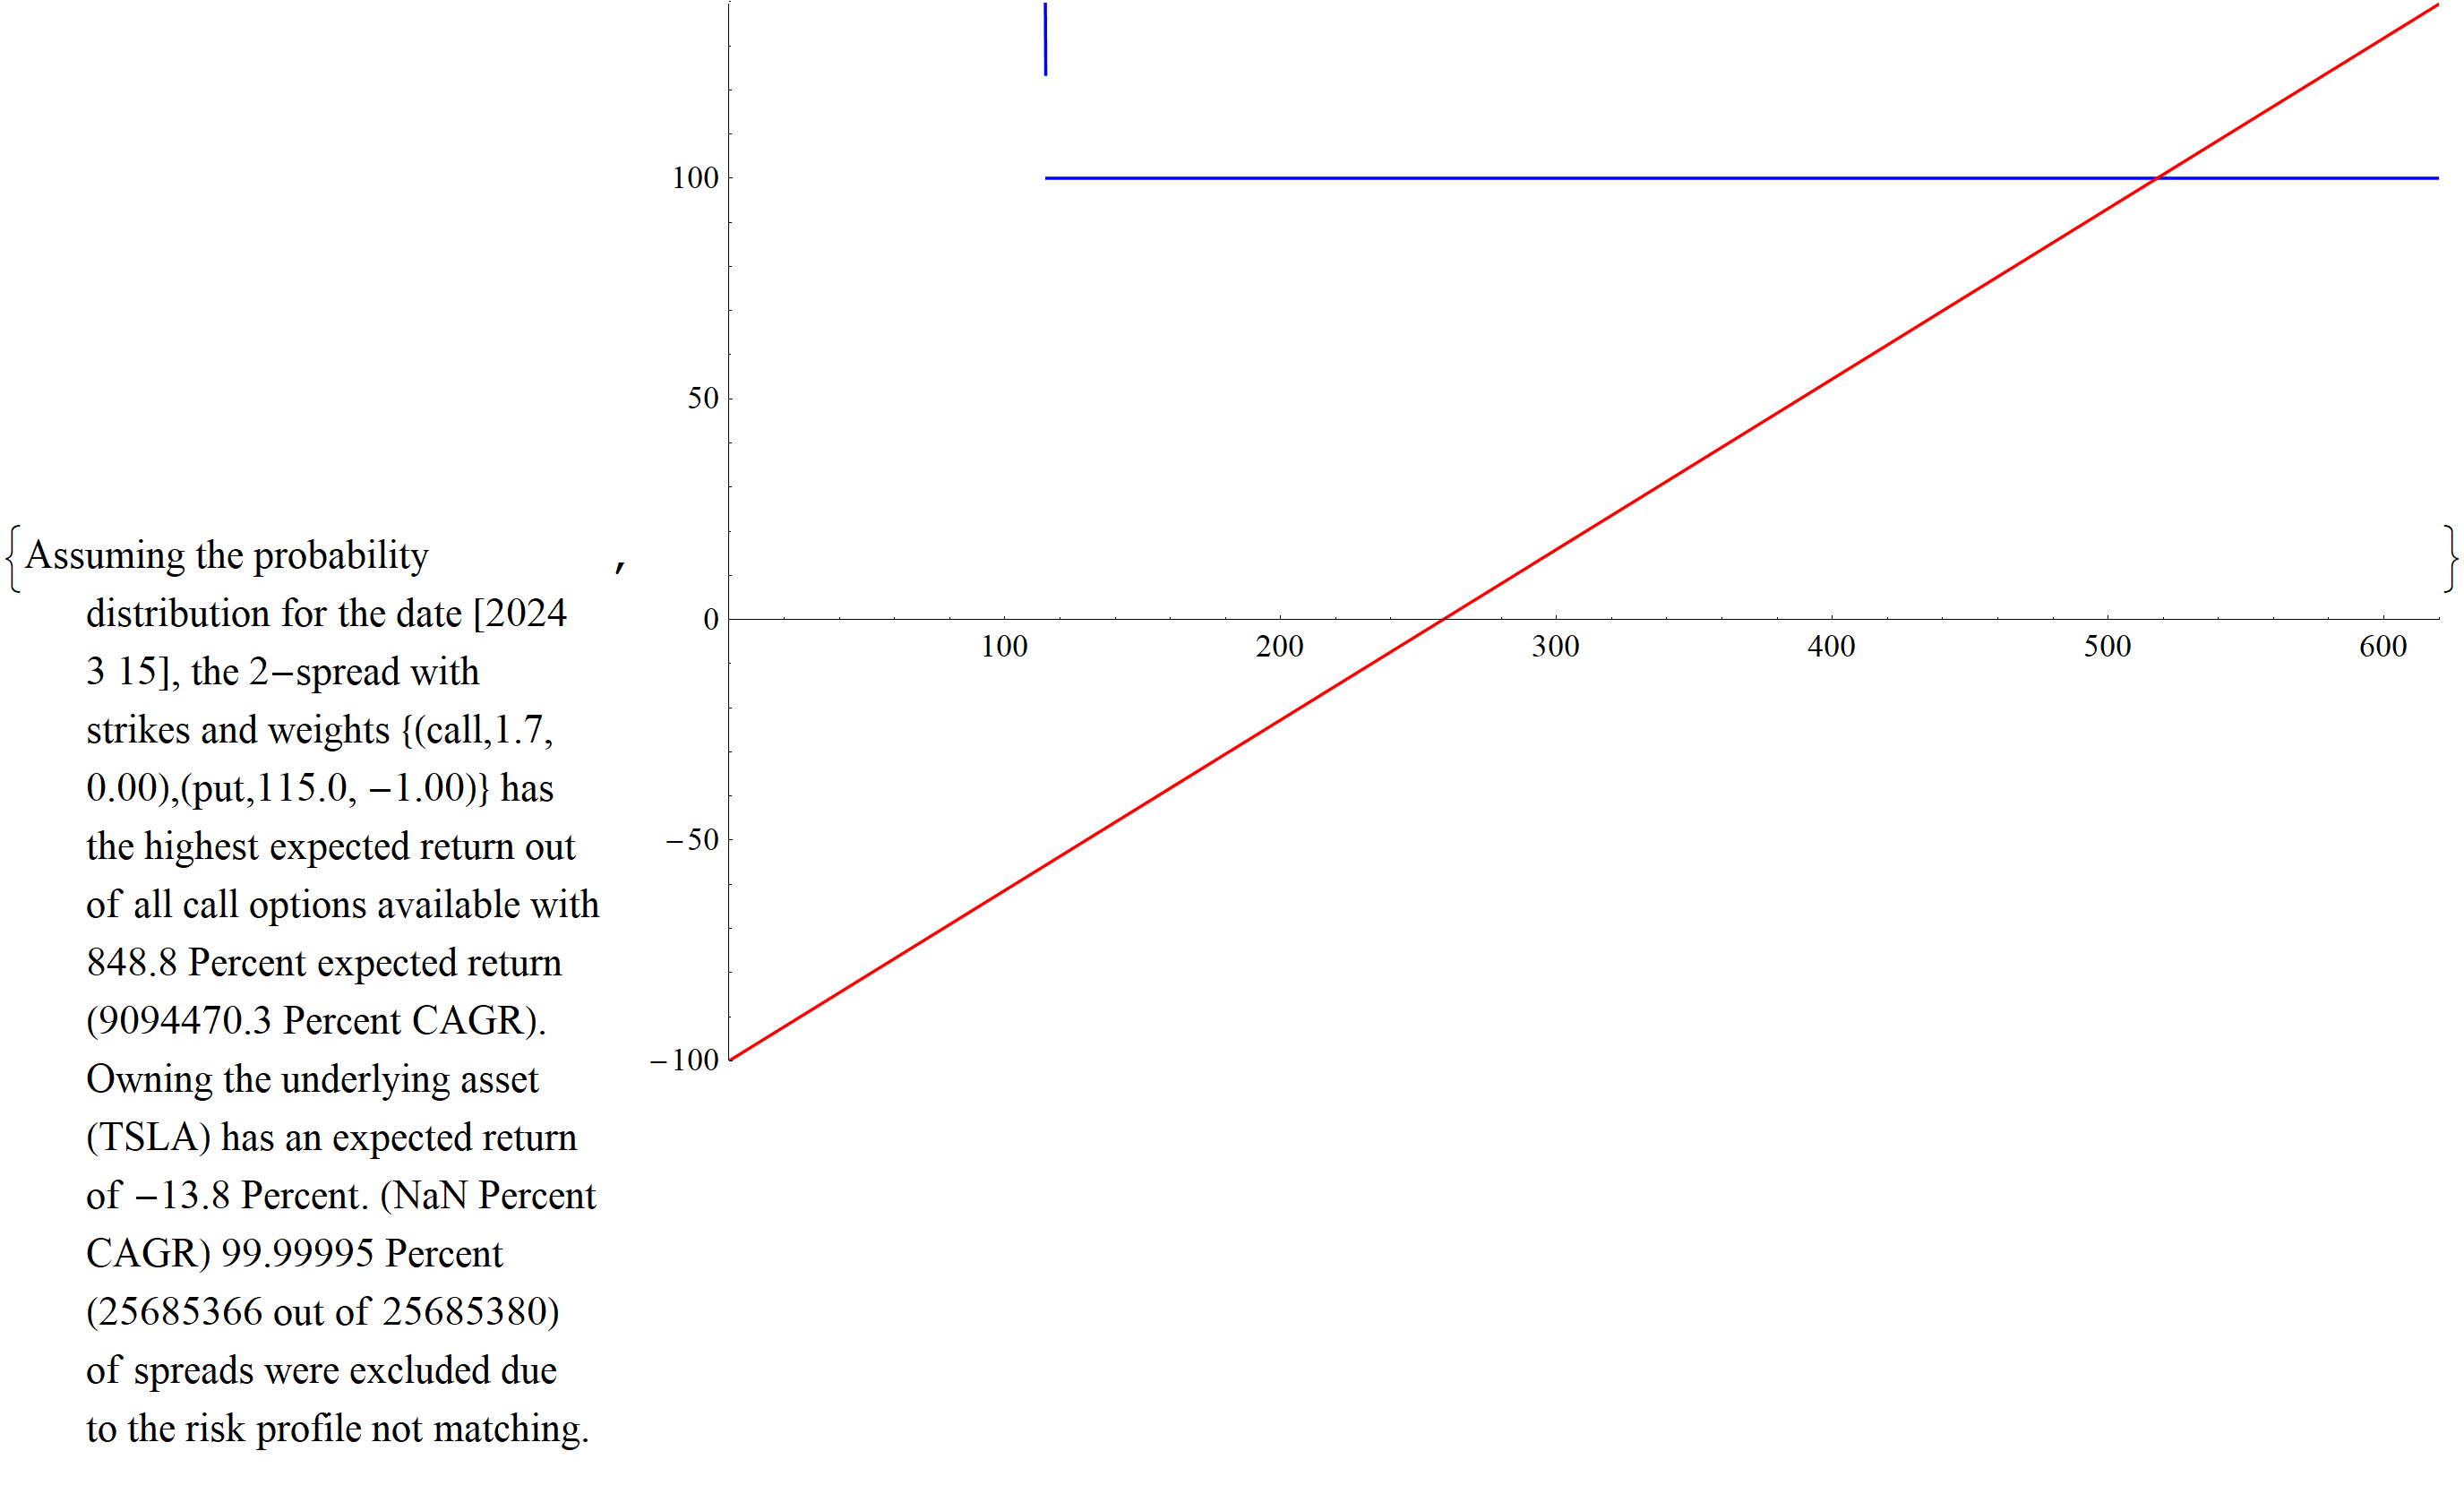 100
50
0
100 200 300 400 500 600
−50
−100
{Assuming the probability ,
distribution for the date [2024
3 15], the 2−spread with
strikes and weights {(call,1.7,
0.00),(put,115.0, −1.00)} has
the highest expected return out
of all call options available with
848.8 Percent expected return
(9094470.3 Percent CAGR).
Owning the underlying asset
(TSLA) has an expected return
of −13.8 Percent. (NaN Percent
CAGR) 99.99995 Percent
(25685366 out of 25685380)
of spreads were excluded due
to the risk profile not matching.
}